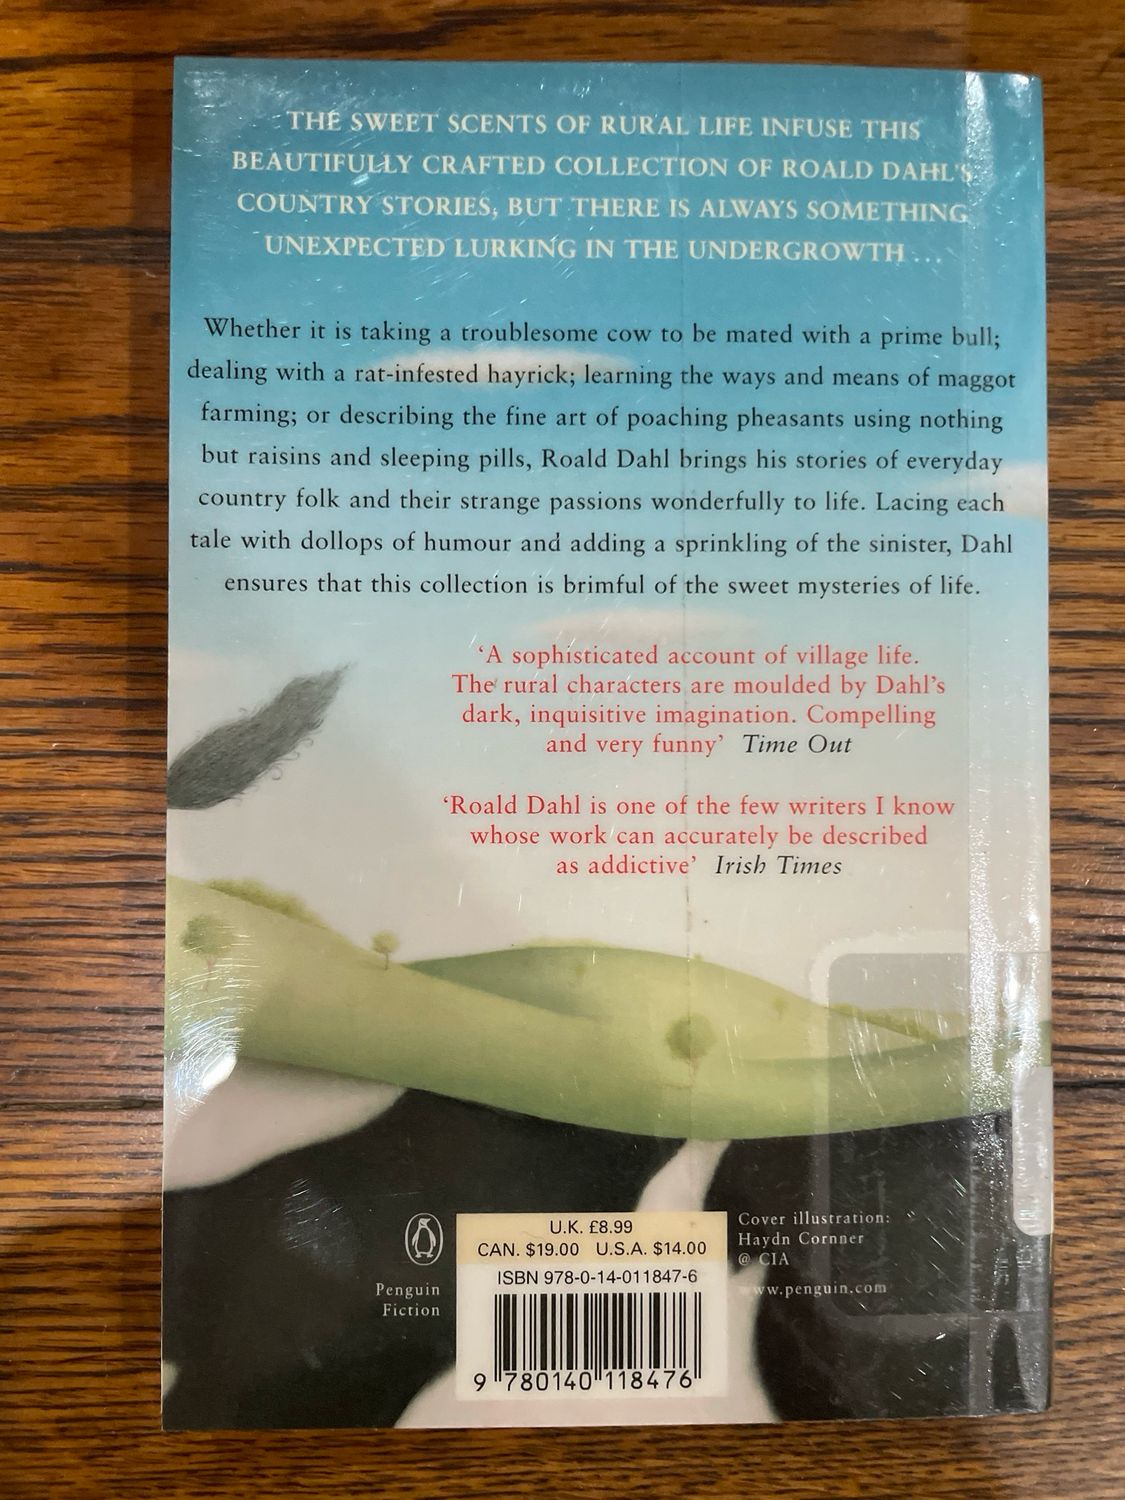 THE SWEET SCENTS OF RURAL LIFE INFUSE THIS
BEAUTIFULLY CRAFTED COLLECTION OF ROALD DAHL'S
COUNTRY STORIES, BUT THERE IS ALWAYS SOMETHING
UNEXPECTED LURKING IN THE UNDERGROWTH ...
Whether it is taking a troublesome cow to be mated with a prime bull;
dealing with a rat-infested hayrick; learning the ways and means of maggot
farming; or describing the fine art of poaching pheasants using nothing
but raisins and sleeping pills, Roald Dahl brings his stories of everyday
country folk and their strange passions wonderfully to life. Lacing each
tale with dollops of humour and adding a sprinkling of the sinister, Dahl
ensures that this collection is brimful of the sweet mysteries of life.
‘A sophisticated account of village life.
The rural characters are moulded by Dahl’s
dark, inquisitive imagination. Compelling
and very funny’ Time Out
‘Roald Dahl is one of the few writers I know
whose work can accurately be described
as addictive’ Irish Times
Penguin
Fiction
U.K. £8.99
CAN. $19.00 U.S.A. $14.00
ISBN 978-0-14-011847-6
9 780140 118476
Cover illustration:
Haydn Cornner
@ CIA
www.penguin.com